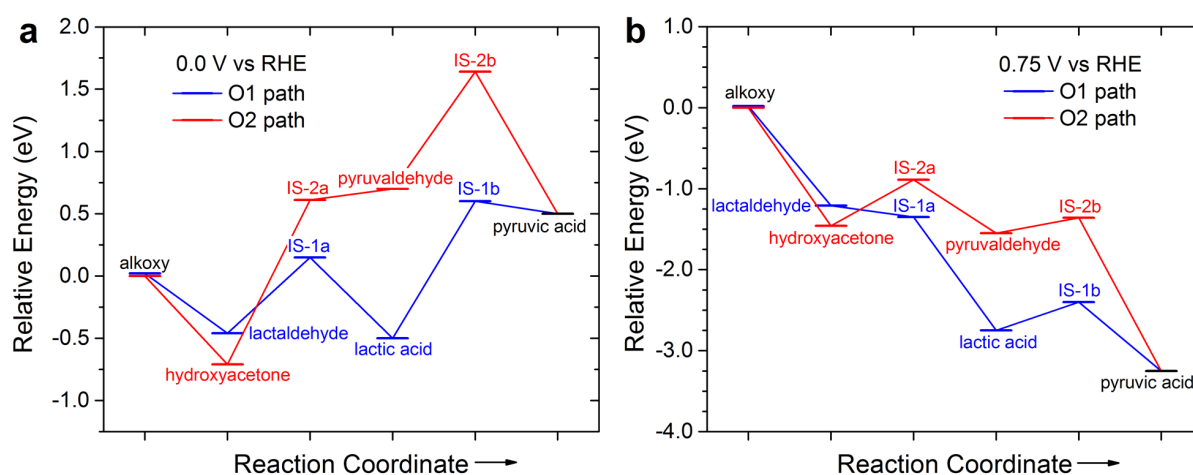 a
0.0 V vs RHE
O1 path
O2 path
2.0
1.5
1.0
0.5
0.0
-0.5
-1.0
Relative Energy (eV)
alkoxy
lactaldehyde
hydroxyacetone
IS-1a
IS-2a
pyruvaldehyde
lactic acid
IS-2b
IS-1b
pyruvic acid
Reaction Coordinate →
b
0.75 V vs RHE
O1 path
O2 path
1.0
0.0
-1.0
-2.0
-3.0
-4.0
Relative Energy (eV)
alkoxy
lactaldehyde
hydroxyacetone
IS-2a
IS-1a
pyruvaldehyde
lactic acid
IS-2b
IS-1b
pyruvic acid
Reaction Coordinate →